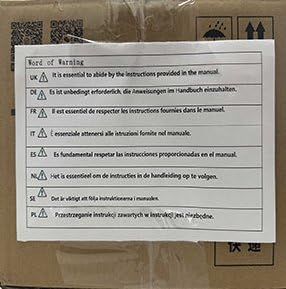 Word of Warning
UK ⚠ It is essential to abide by the instructions provided in the manual.
DE ⚠ Es ist unbedingt erforderlich, die Anweisungen im Handbuch einzuhalten.
FR ⚠ Il est essentiel de respecter les instructions fournies dans le manuel.
IT ⚠ È essenziale attenersi alle istruzioni fornite nel manuale.
ES ⚠ Es fundamental respetar las instrucciones proporcionadas en el manual.
NL ⚠ Het is essentieel om de instructies in de handleiding op te volgen.
SE ⚠ Det är viktigt att följa instruktionerna i manualen.
PL ⚠ Przestrzeganie instrukcji zawartych w instrukcji jest niezbędne.
快递